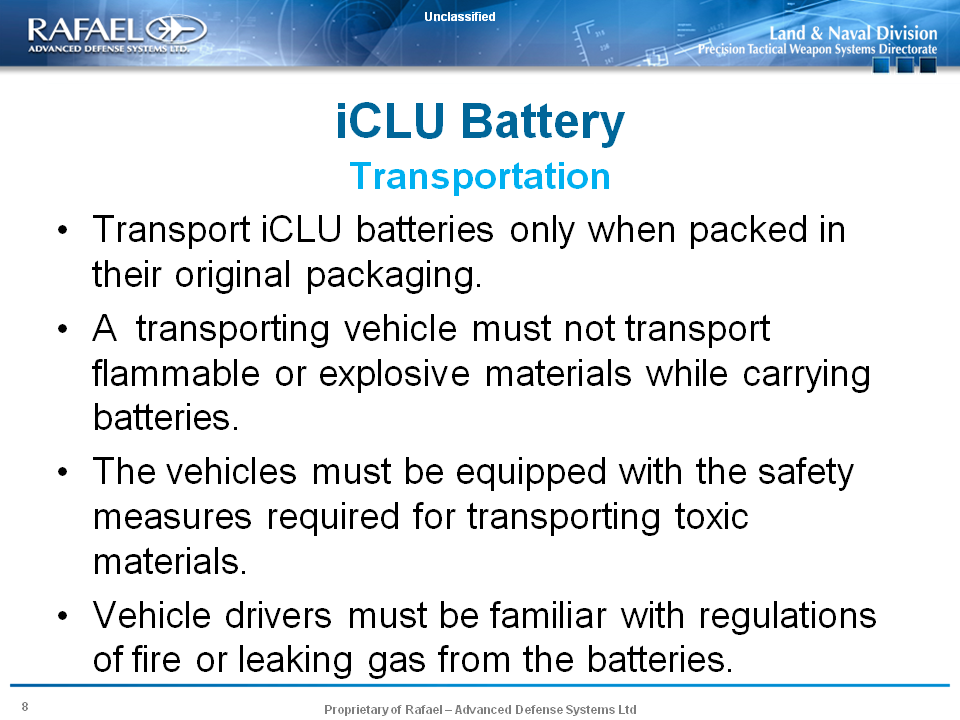 Unclassified
RAFAEL
ADVANCED DEFENSE SYSTEMS LTD.
Land & Naval Division
Precision Tactical Weapon Systems Directorate
iCLU Battery
Transportation
• Transport iCLU batteries only when packed in
their original packaging.
• A transporting vehicle must not transport
flammable or explosive materials while carrying
batteries.
• The vehicles must be equipped with the safety
measures required for transporting toxic
materials.
• Vehicle drivers must be familiar with regulations
of fire or leaking gas from the batteries.
8
Proprietary of Rafael – Advanced Defense Systems Ltd